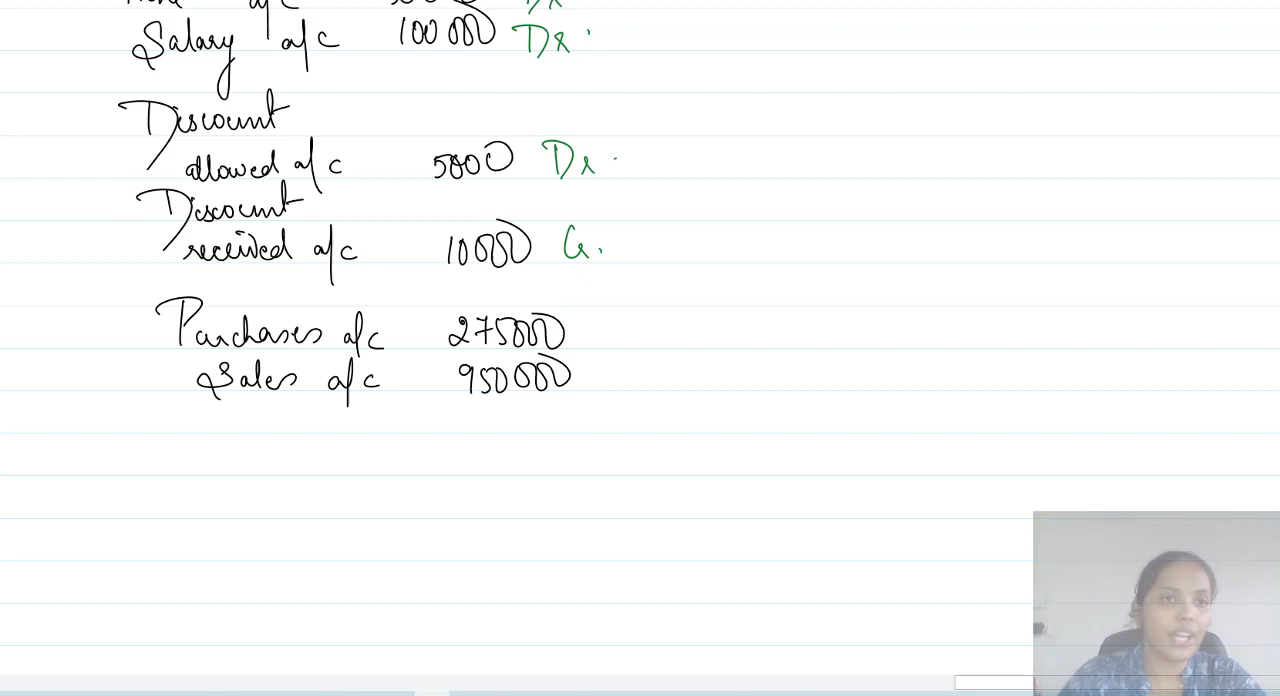 a/c
Salary a/c 100000 Dr.
Discount
allowed a/c 5000 Dr.
Discount
received a/c 10000 Cr.
Purchases a/c 275000
Sales a/c 950000